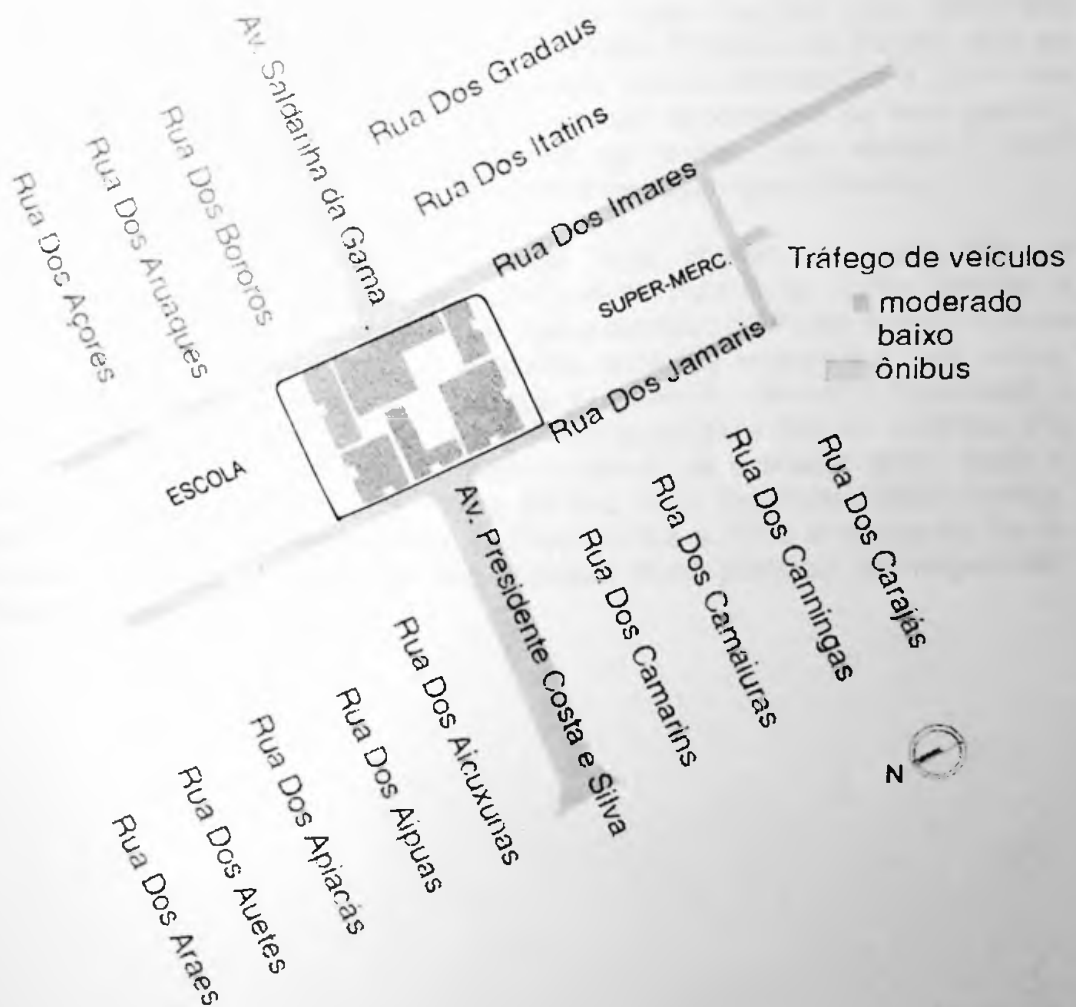 Av. Saldanha da Gama
Rua Dos Gradaus
Rua Dos Itatins
Rua Dos Bororos
Rua Dos Aruaques
Rua Dos Açores
Rua Dos Imares
SUPER-MERC.
Rua Dos Jamaris
Tráfego de veículos
moderado
baixo
ônibus
ESCOLA
Av. Presidente Costa e Silva
Rua Dos Carajás
Rua Dos Canningas
Rua Dos Camaiuras
Rua Dos Camarins
Rua Dos Aicuxunas
Rua Dos Aipuas
Rua Dos Apiacás
Rua Dos Auetes
Rua Dos Araes
N